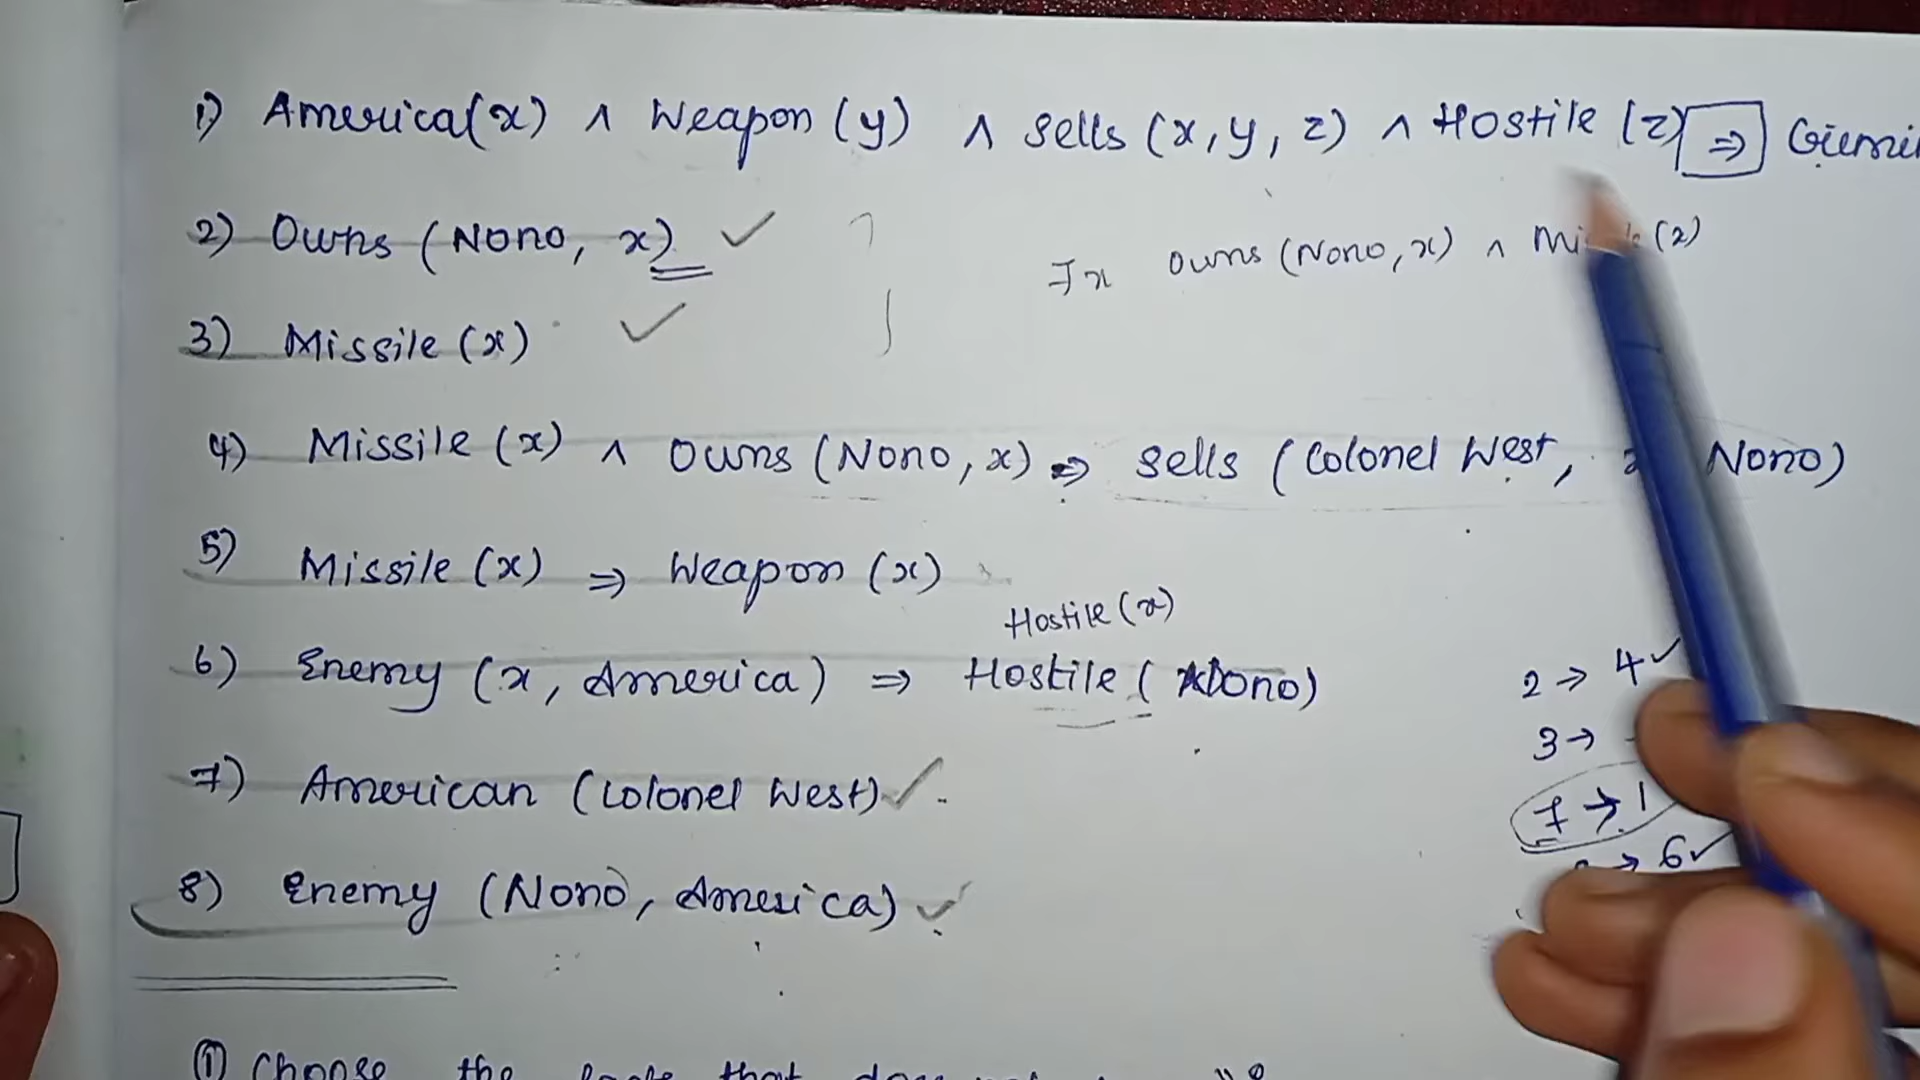 1) America(x) ∧ Weapon (y) ∧ Sells (x, y, z) ∧ Hostile (z) ⇒
2) Owns (Nono, x) ✓
∃x Owns (Nono, x) ∧ (x)
3) Missile (x) ✓
4) Missile (x) ∧ Owns (Nono, x) ⇒ Sells (Colonel West, Nono)
5) Missile (x) ⇒ Weapon (x)
Hostile (x)
6) Enemy (x, America) ⇒ Hostile (Nono)
2 → 4 ✓
3 →
7) American (Colonel West) ✓
7 → 1
→ 6 ✓
8) Enemy (Nono, America) ✓
① Choose the